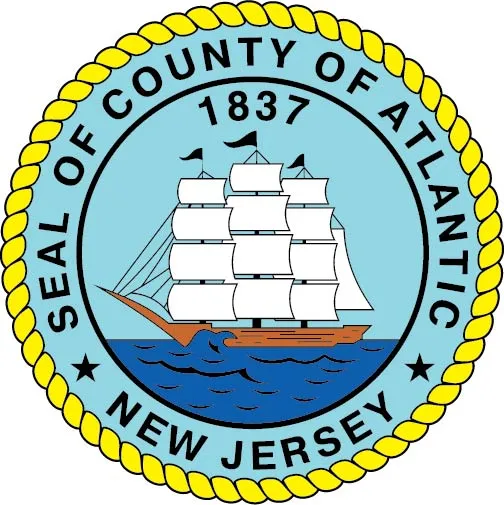 SEAL OF COUNTY OF ATLANTIC
1837
NEW JERSEY